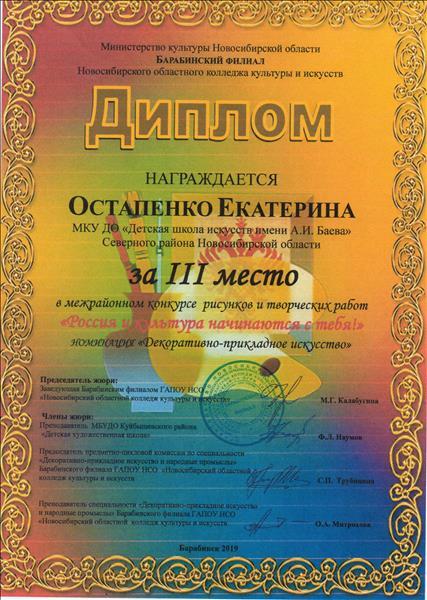 Министерство культуры Новосибирской области
БАРАБИНСКИЙ ФИЛИАЛ
Новосибирского областного колледжа культуры и искусств
ДИПЛОМ
НАГРАЖДАЕТСЯ
ОСТАПЕНКО ЕКАТЕРИНА
МКУ ДО «Детская школа искусств имени А.И. Баева»
Северного района Новосибирской области
за III место
в межрайонном конкурсе рисунков и творческих работ
«Россия и культура начинаются с тебя!»
номинация «Декоративно-прикладное искусство»
Председатель жюри:
Заведующая Барабинским филиалом ГАПОУ НСО
«Новосибирский областной колледж культуры и искусств»
М.Г. Калабугина
Члены жюри:
Преподаватель МБУДО Куйбышевского района
«Детская художественная школа»
Ф.Л. Наумов
Председатель предметно-цикловой комиссии по специальности
«Декоративно-прикладное искусство и народные промыслы»
Барабинского филиала ГАПОУ НСО «Новосибирский областной
колледж культуры и искусств
С.П.
Преподаватель специальности «Декоративно-прикладное искусство
и народные промыслы» Барабинского филиала ГАПОУ НСО
«Новосибирский областной колледж культуры и искусств
О.А. Митрохова
Барабинск 2019